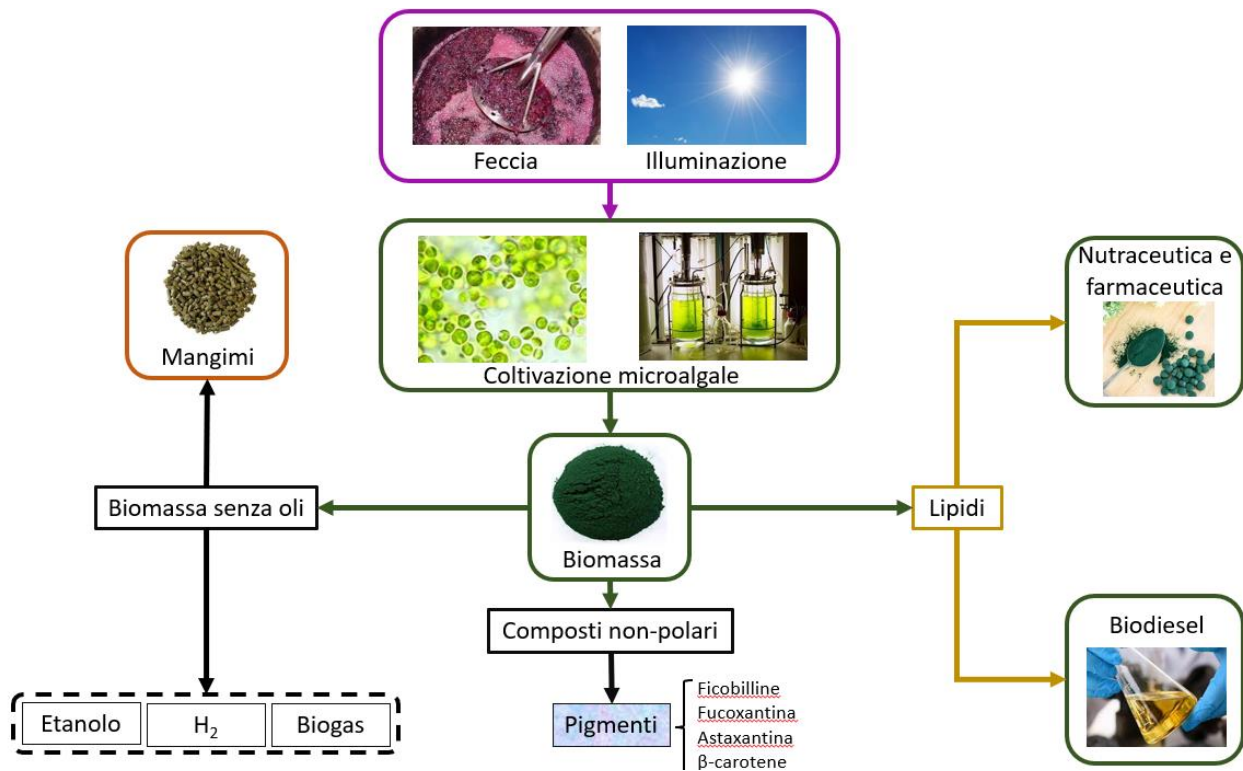 Feccia
Illuminazione
Coltivazione microalgale
Mangimi
Nutraceutica e
farmaceutica
Biomassa senza oli
Biomassa
Lipidi
Composti non-polari
Biodiesel
Etanolo
H₂
Biogas
Pigmenti
Ficobilline
Fucoxantina
Astaxantina
β-carotene